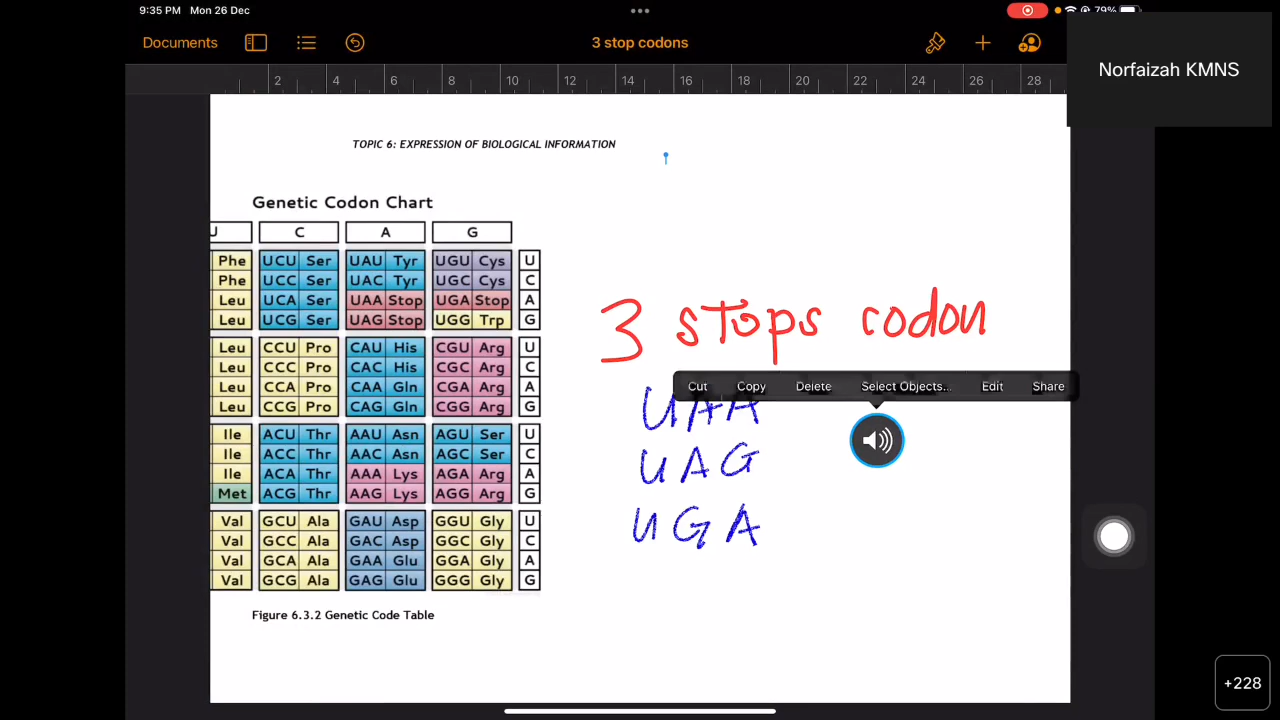 9:35 PM Mon 26 Dec
79%
Documents
3 stop codons
Norfaizah KMNS
2 4 6 8 10 12 14 16 18 20 22 24 26 28
TOPIC 6: EXPRESSION OF BIOLOGICAL INFORMATION
Genetic Codon Chart
U C A G
Phe UCU Ser UAU Tyr UGU Cys U
Phe UCC Ser UAC Tyr UGC Cys C
Leu UCA Ser UAA Stop UGA Stop A
Leu UCG Ser UAG Stop UGG Trp G
Leu CCU Pro CAU His CGU Arg U
Leu CCC Pro CAC His CGC Arg C
Leu CCA Pro CAA Gln CGA Arg A
Leu CCG Pro CAG Gln CGG Arg G
Ile ACU Thr AAU Asn AGU Ser U
Ile ACC Thr AAC Asn AGC Ser C
Ile ACA Thr AAA Lys AGA Arg A
Met ACG Thr AAG Lys AGG Arg G
Val GCU Ala GAU Asp GGU Gly U
Val GCC Ala GAC Asp GGC Gly C
Val GCA Ala GAA Glu GGA Gly A
Val GCG Ala GAG Glu GGG Gly G
Figure 6.3.2 Genetic Code Table
3 stops codon
Cut Copy Delete Select Objects... Edit Share
UAA
UAG
UGA
+228